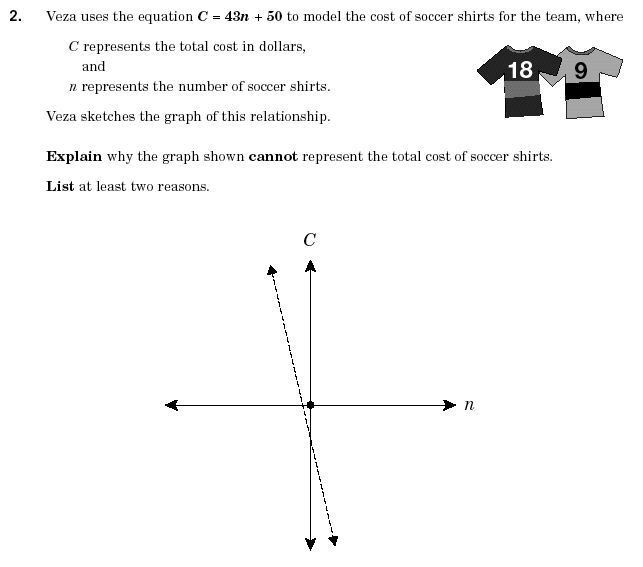 2. Veza uses the equation C = 43n + 50 to model the cost of soccer shirts for the team, where
C represents the total cost in dollars,
and
n represents the number of soccer shirts.
18 9
Veza sketches the graph of this relationship.
Explain why the graph shown cannot represent the total cost of soccer shirts.
List at least two reasons.
C
n